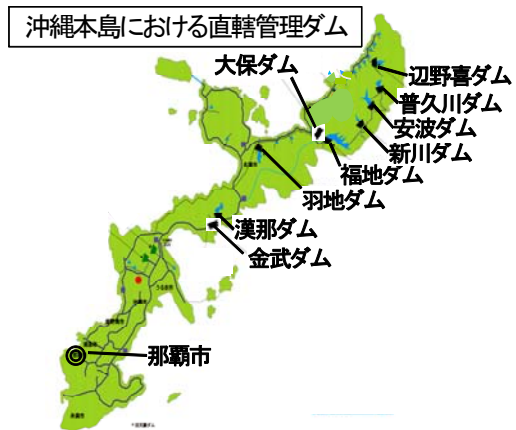 沖縄本島における直轄管理ダム
大保ダム
辺野喜ダム
普久川ダム
安波ダム
新川ダム
福地ダム
羽地ダム
漢那ダム
金武ダム
那覇市